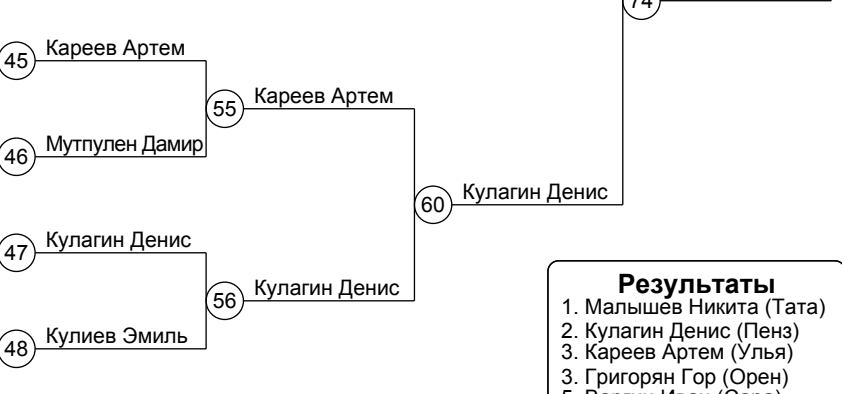 74
45 Кареев Артем
55 Кареев Артем
46 Мутпулен Дамир
60 Кулагин Денис
47 Кулагин Денис
56 Кулагин Денис
48 Кулиев Эмиль
Результаты
1. Малышев Никита (Тата)
2. Кулагин Денис (Пенз)
3. Кареев Артем (Улья)
3. Григорян Гор (Орен)